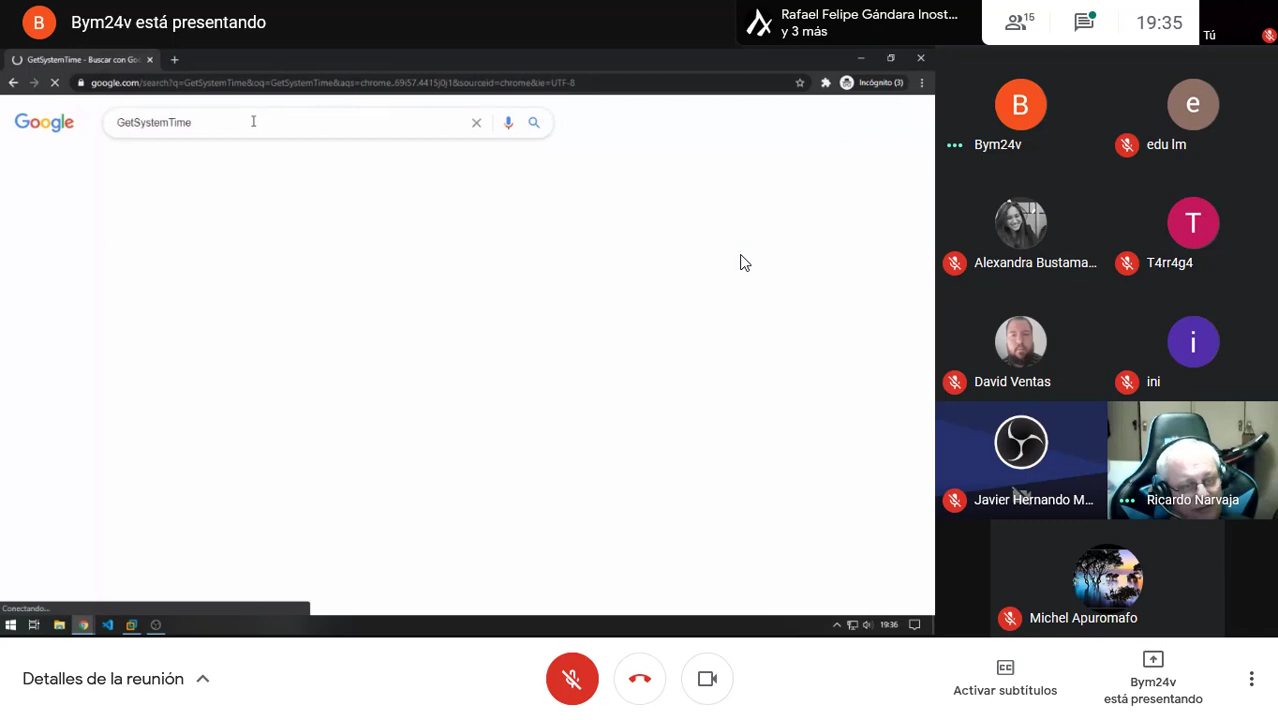 B
Bym24v está presentando
Rafael Felipe Gándara Inost...
y 3 más
15
19:35
Tú
GetSystemTime - Buscar con Goo
google.com/search?q=GetSystemTime&oq=GetSystemTime&aqs=chrome..69i57.4415j0j1&sourceid=chrome&ie=UTF-8
Incógnito (3)
Google
GetSystemTime
B
Bym24v
e
edu lm
Alexandra Bustama...
T
T4rr4g4
David Ventas
i
ini
Javier Hernando M...
Ricardo Narvaja
Michel Apuromafo
Conectando...
19:36
Detalles de la reunión
CC
Activar subtítulos
Bym24v
está presentando